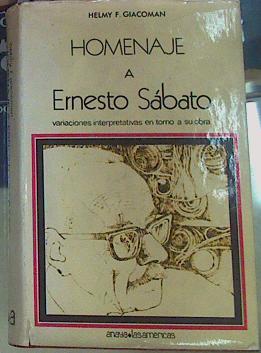 HELMY F. GIACOMAN
HOMENAJE
A
Ernesto Sábato
variaciones interpretativas en torno a su obra
anaya•las americas